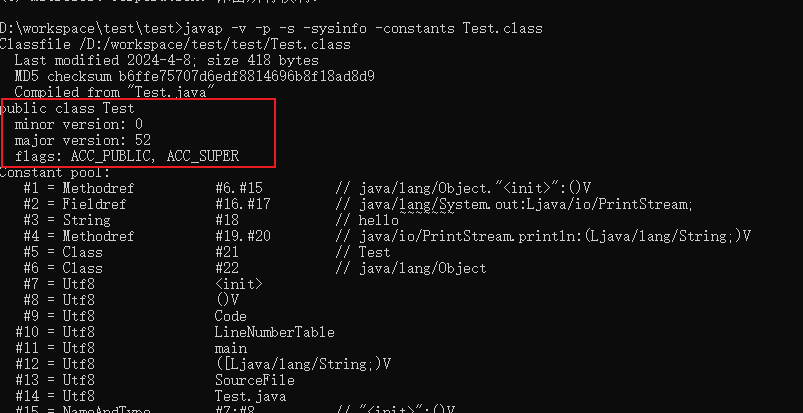 D:\workspace\test\test>javap -v -p -s -sysinfo -constants Test.class
Classfile /D:/workspace/test/test/Test.class
  Last modified 2024-4-8; size 418 bytes
  MD5 checksum b6ffe75707d6edf8814696b8f18ad8d9
  Compiled from "Test.java"
public class Test
  minor version: 0
  major version: 52
  flags: ACC_PUBLIC, ACC_SUPER
Constant pool:
   #1 = Methodref          #6.#15         // java/lang/Object."<init>":()V
   #2 = Fieldref           #16.#17        // java/lang/System.out:Ljava/io/PrintStream;
   #3 = String             #18            // hello~~~~~~~
   #4 = Methodref          #19.#20        // java/io/PrintStream.println:(Ljava/lang/String;)V
   #5 = Class              #21            // Test
   #6 = Class              #22            // java/lang/Object
   #7 = Utf8               <init>
   #8 = Utf8               ()V
   #9 = Utf8               Code
  #10 = Utf8               LineNumberTable
  #11 = Utf8               main
  #12 = Utf8               ([Ljava/lang/String;)V
  #13 = Utf8               SourceFile
  #14 = Utf8               Test.java
  #15 = NameAndType        #7:#8          // "<init>":()V